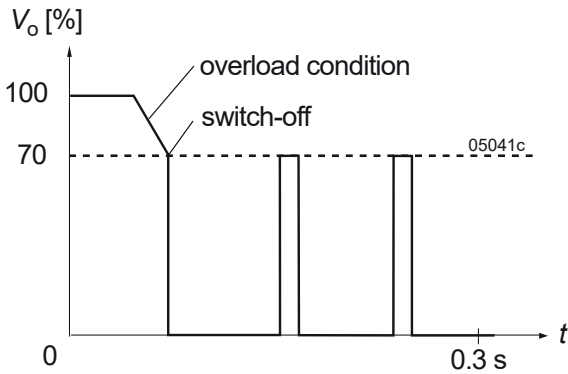 Vo [%]
overload condition
100
switch-off
05041c
70
t
0
0.3 s